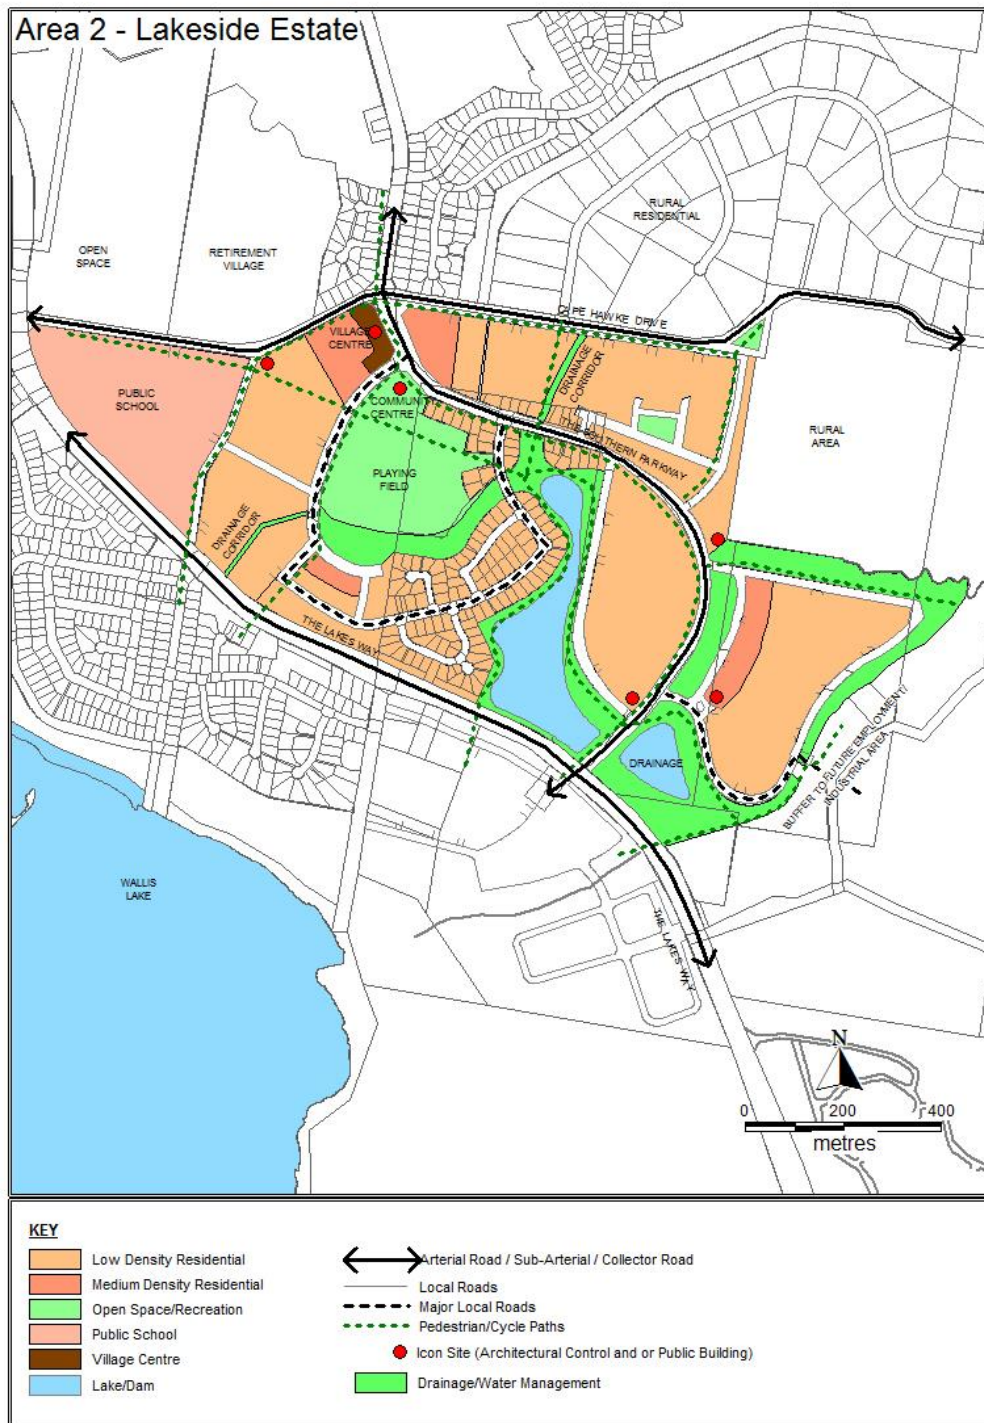 Area 2 - Lakeside Estate
RURAL
RESIDENTIAL
OPEN
SPACE
RETIREMENT
VILLAGE
CAPE HAWKE DRIVE
VILLAGE
CENTRE
DRAINAGE
CORRIDOR
PUBLIC
SCHOOL
COMMUNITY
CENTRE
THE SOUTHERN PARKWAY
RURAL
AREA
PLAYING
FIELD
DRAINAGE
CORRIDOR
THE LAKES WAY
DRAINAGE
BUFFER TO FUTURE EMPLOYMENT/
INDUSTRIAL AREA
WALLIS
LAKE
THE LAKES WAY
N
0 200 400
metres
KEY
Low Density Residential
Medium Density Residential
Open Space/Recreation
Public School
Village Centre
Lake/Dam
Arterial Road / Sub-Arterial / Collector Road
Local Roads
Major Local Roads
Pedestrian/Cycle Paths
Icon Site (Architectural Control and or Public Building)
Drainage/Water Management